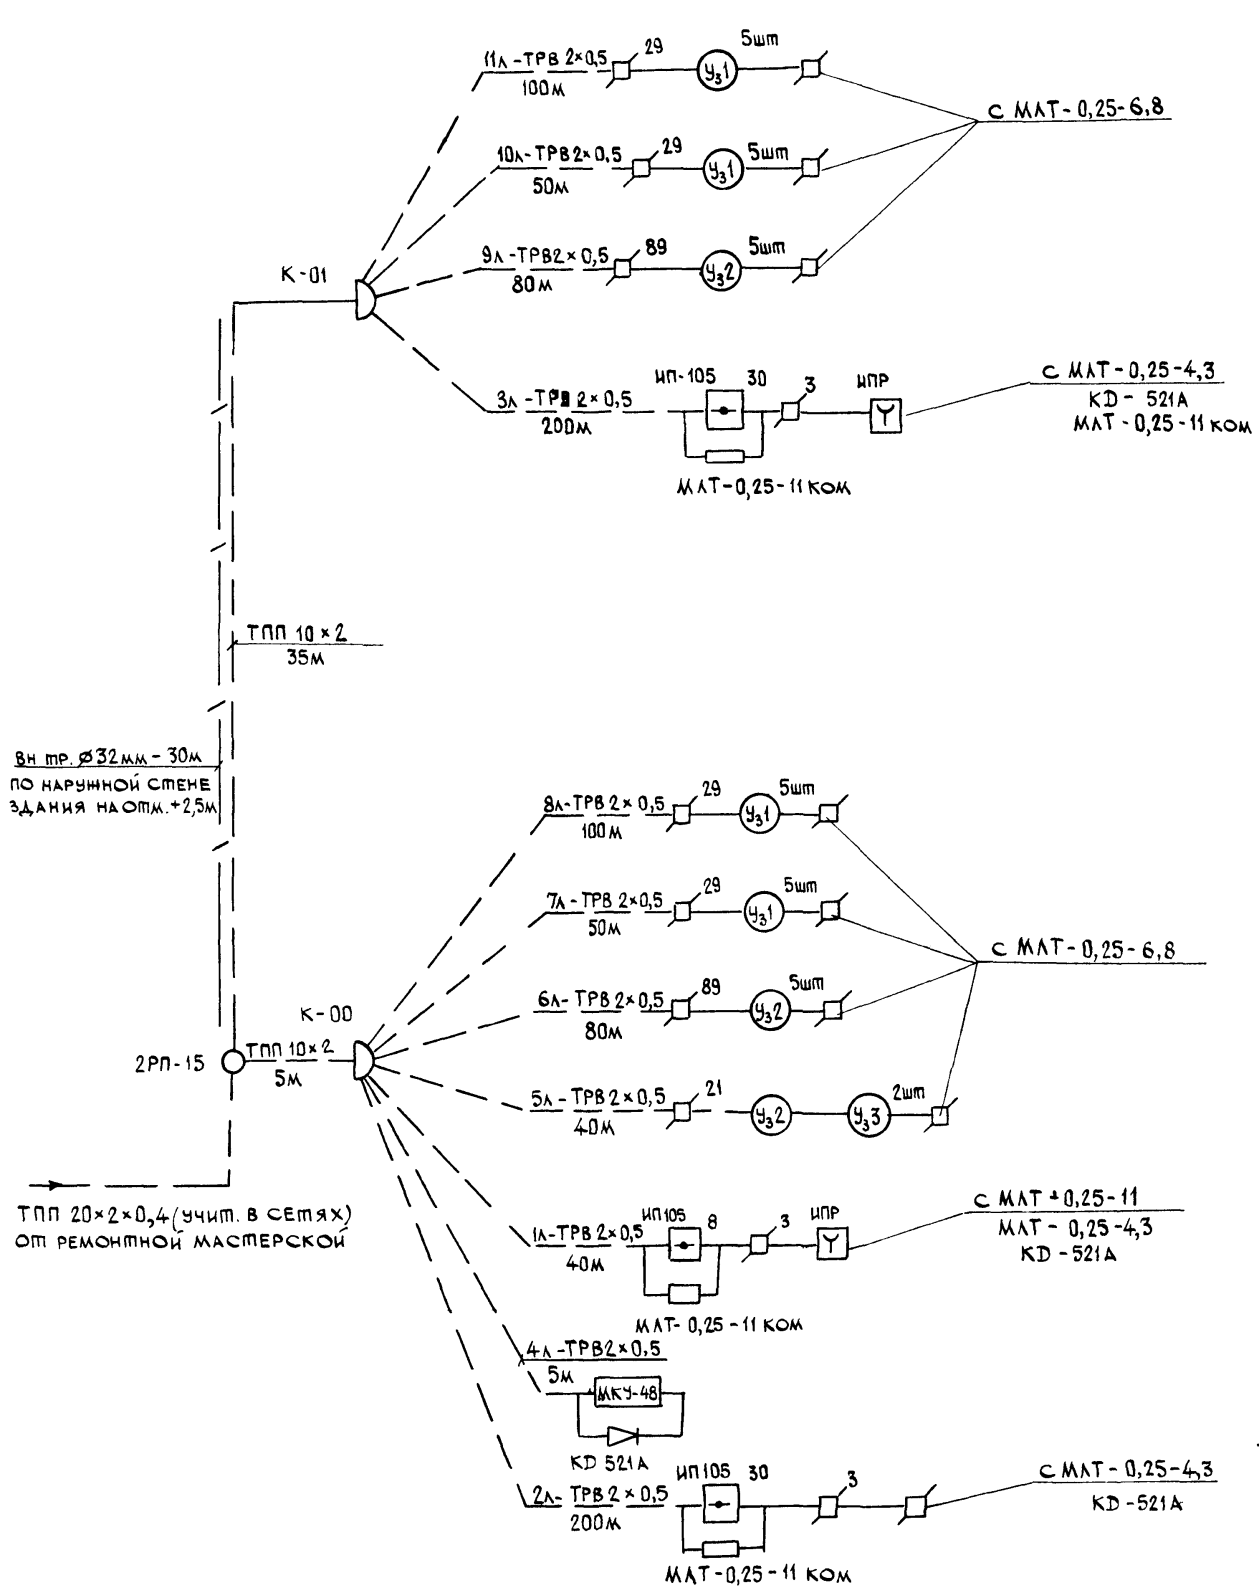 11л-ТРВ 2×0,5
100м
29
Уз1
5шт
С МЛТ-0,25-6,8
10л-ТРВ 2×0,5
50м
29
Уз1
5шт
9л-ТРВ2×0,5
80м
89
Уз2
5шт
К-01
3л-ТРВ 2×0,5
200м
ИП-105
30
3
ИПР
МЛТ-0,25-11 КОМ
С МЛТ-0,25-4,3
КD-521А
МЛТ-0,25-11 КОМ
ТПП 10×2
35м
ВН ТР. Ø32мм-30м
ПО НАРУЖНОЙ СТЕНЕ
ЗДАНИЯ НА ОТМ.+2,5м
8л-ТРВ 2×0,5
100м
29
Уз1
5шт
7л-ТРВ 2×0,5
50м
29
Уз1
5шт
С МЛТ-0,25-6,8
6л-ТРВ 2×0,5
80м
89
Уз2
5шт
К-00
2РП-15
ТПП 10×2
5м
5л-ТРВ 2×0,5
40м
21
Уз2
Уз3
2шт
ТПП 20×2×0,4(УЧИТ. В СЕТЯХ)
ОТ РЕМОНТНОЙ МАСТЕРСКОЙ
1л-ТРВ 2×0,5
40м
ИП105
8
3
ИПР
МЛТ-0,25-11 КОМ
С МЛТ-0,25-11
МЛТ-0,25-4,3
КD-521А
4л-ТРВ2×0,5
5м
МКУ-48
КD 521А
2л-ТРВ 2×0,5
200м
ИП105
30
3
МЛТ-0,25-11 КОМ
С МЛТ-0,25-4,3
КD-521А